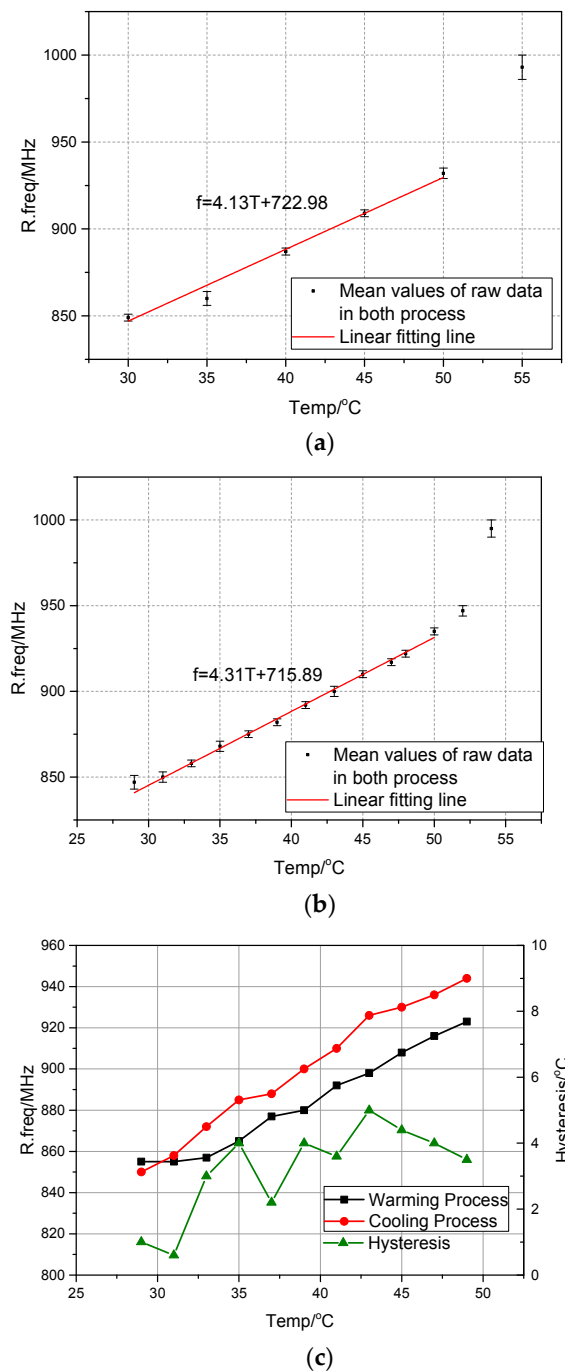 1000
950
900
850
R.freq/MHz
f=4.13T+722.98
Mean values of raw data
in both process
Linear fitting line
30 35 40 45 50 55
Temp/°C
(a)
1000
950
900
850
R.freq/MHz
f=4.31T+715.89
Mean values of raw data
in both process
Linear fitting line
25 30 35 40 45 50 55
Temp/°C
(b)
960
940
920
900
880
860
840
820
800
R.freq/MHz
10
8
6
4
2
0
Hysteresis/°C
Warming Process
Cooling Process
Hysteresis
25 30 35 40 45 50
Temp/°C
(c)